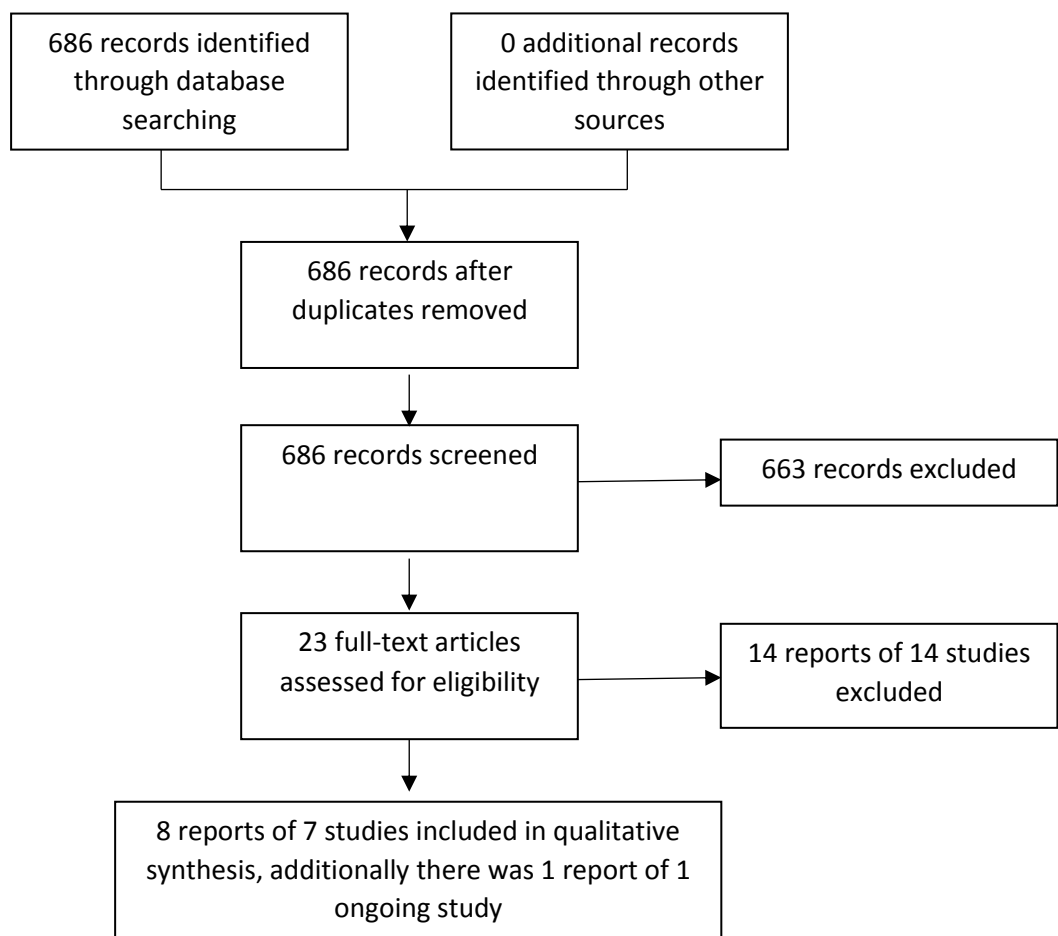 686 records identified
through database
searching
0 additional records
identified through other
sources
686 records after
duplicates removed
686 records screened
663 records excluded
23 full-text articles
assessed for eligibility
14 reports of 14 studies
excluded
8 reports of 7 studies included in qualitative
synthesis, additionally there was 1 report of 1
ongoing study